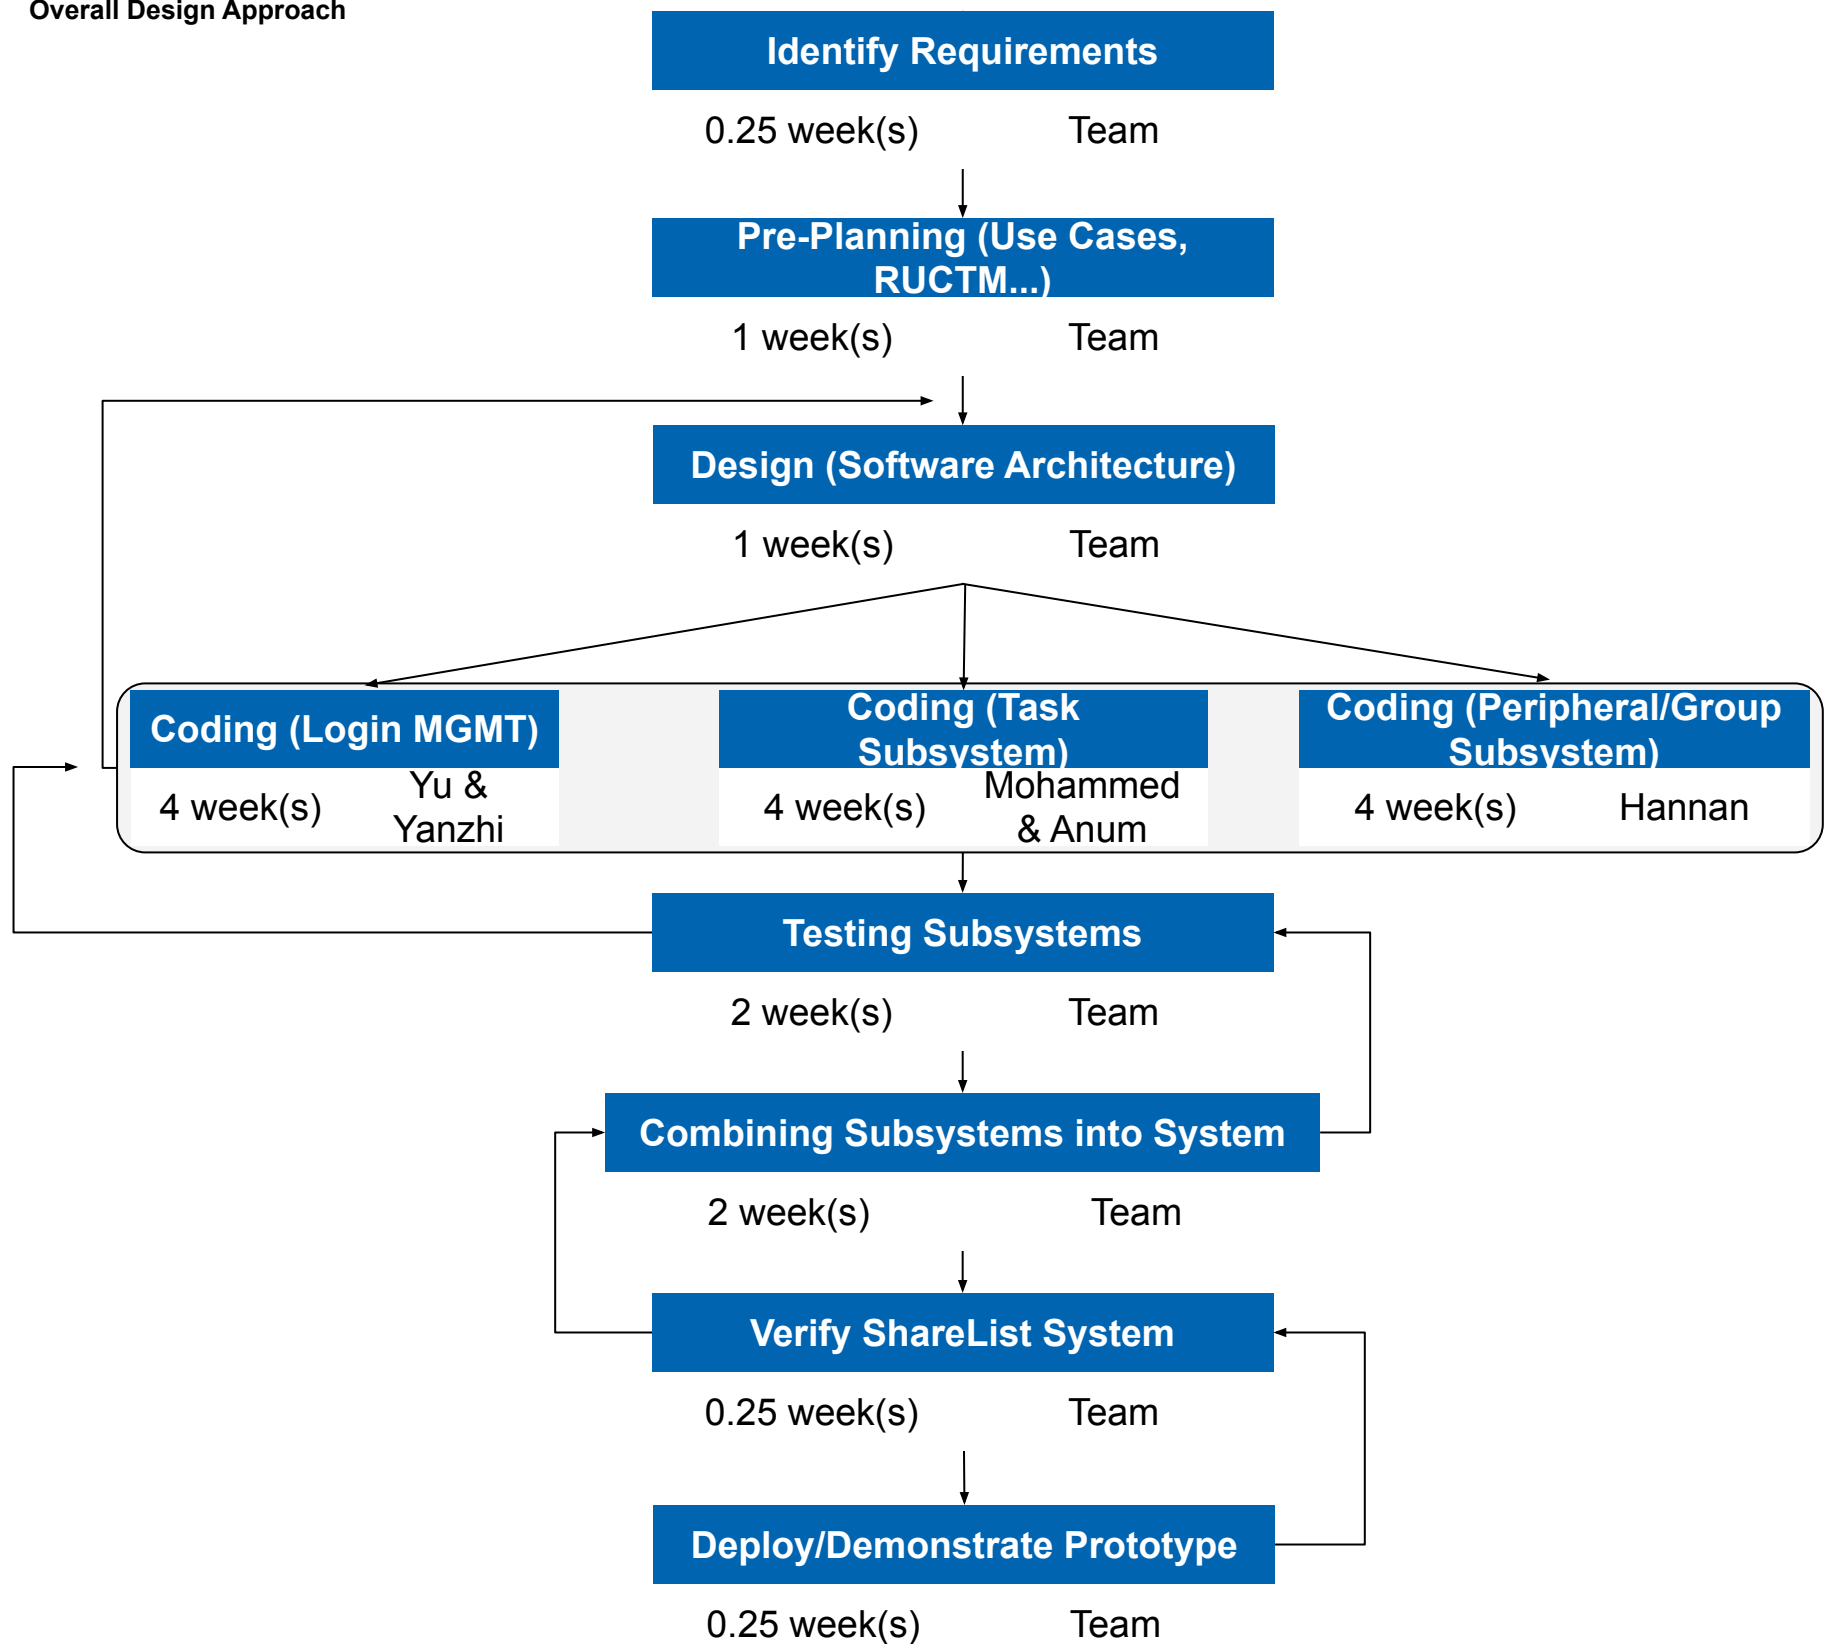 Overall Design Approach
Identify Requirements
0.25 week(s) Team
Pre-Planning (Use Cases,
RUCTM...)
1 week(s) Team
Design (Software Architecture)
1 week(s) Team
Coding (Login MGMT)
4 week(s)
Yu &
Yanzhi
Coding (Task
Subsystem)
4 week(s)
Mohammed
& Anum
Coding (Peripheral/Group
Subsystem)
4 week(s) Hannan
Testing Subsystems
2 week(s) Team
Combining Subsystems into System
2 week(s) Team
Verify ShareList System
0.25 week(s) Team
Deploy/Demonstrate Prototype
0.25 week(s) Team